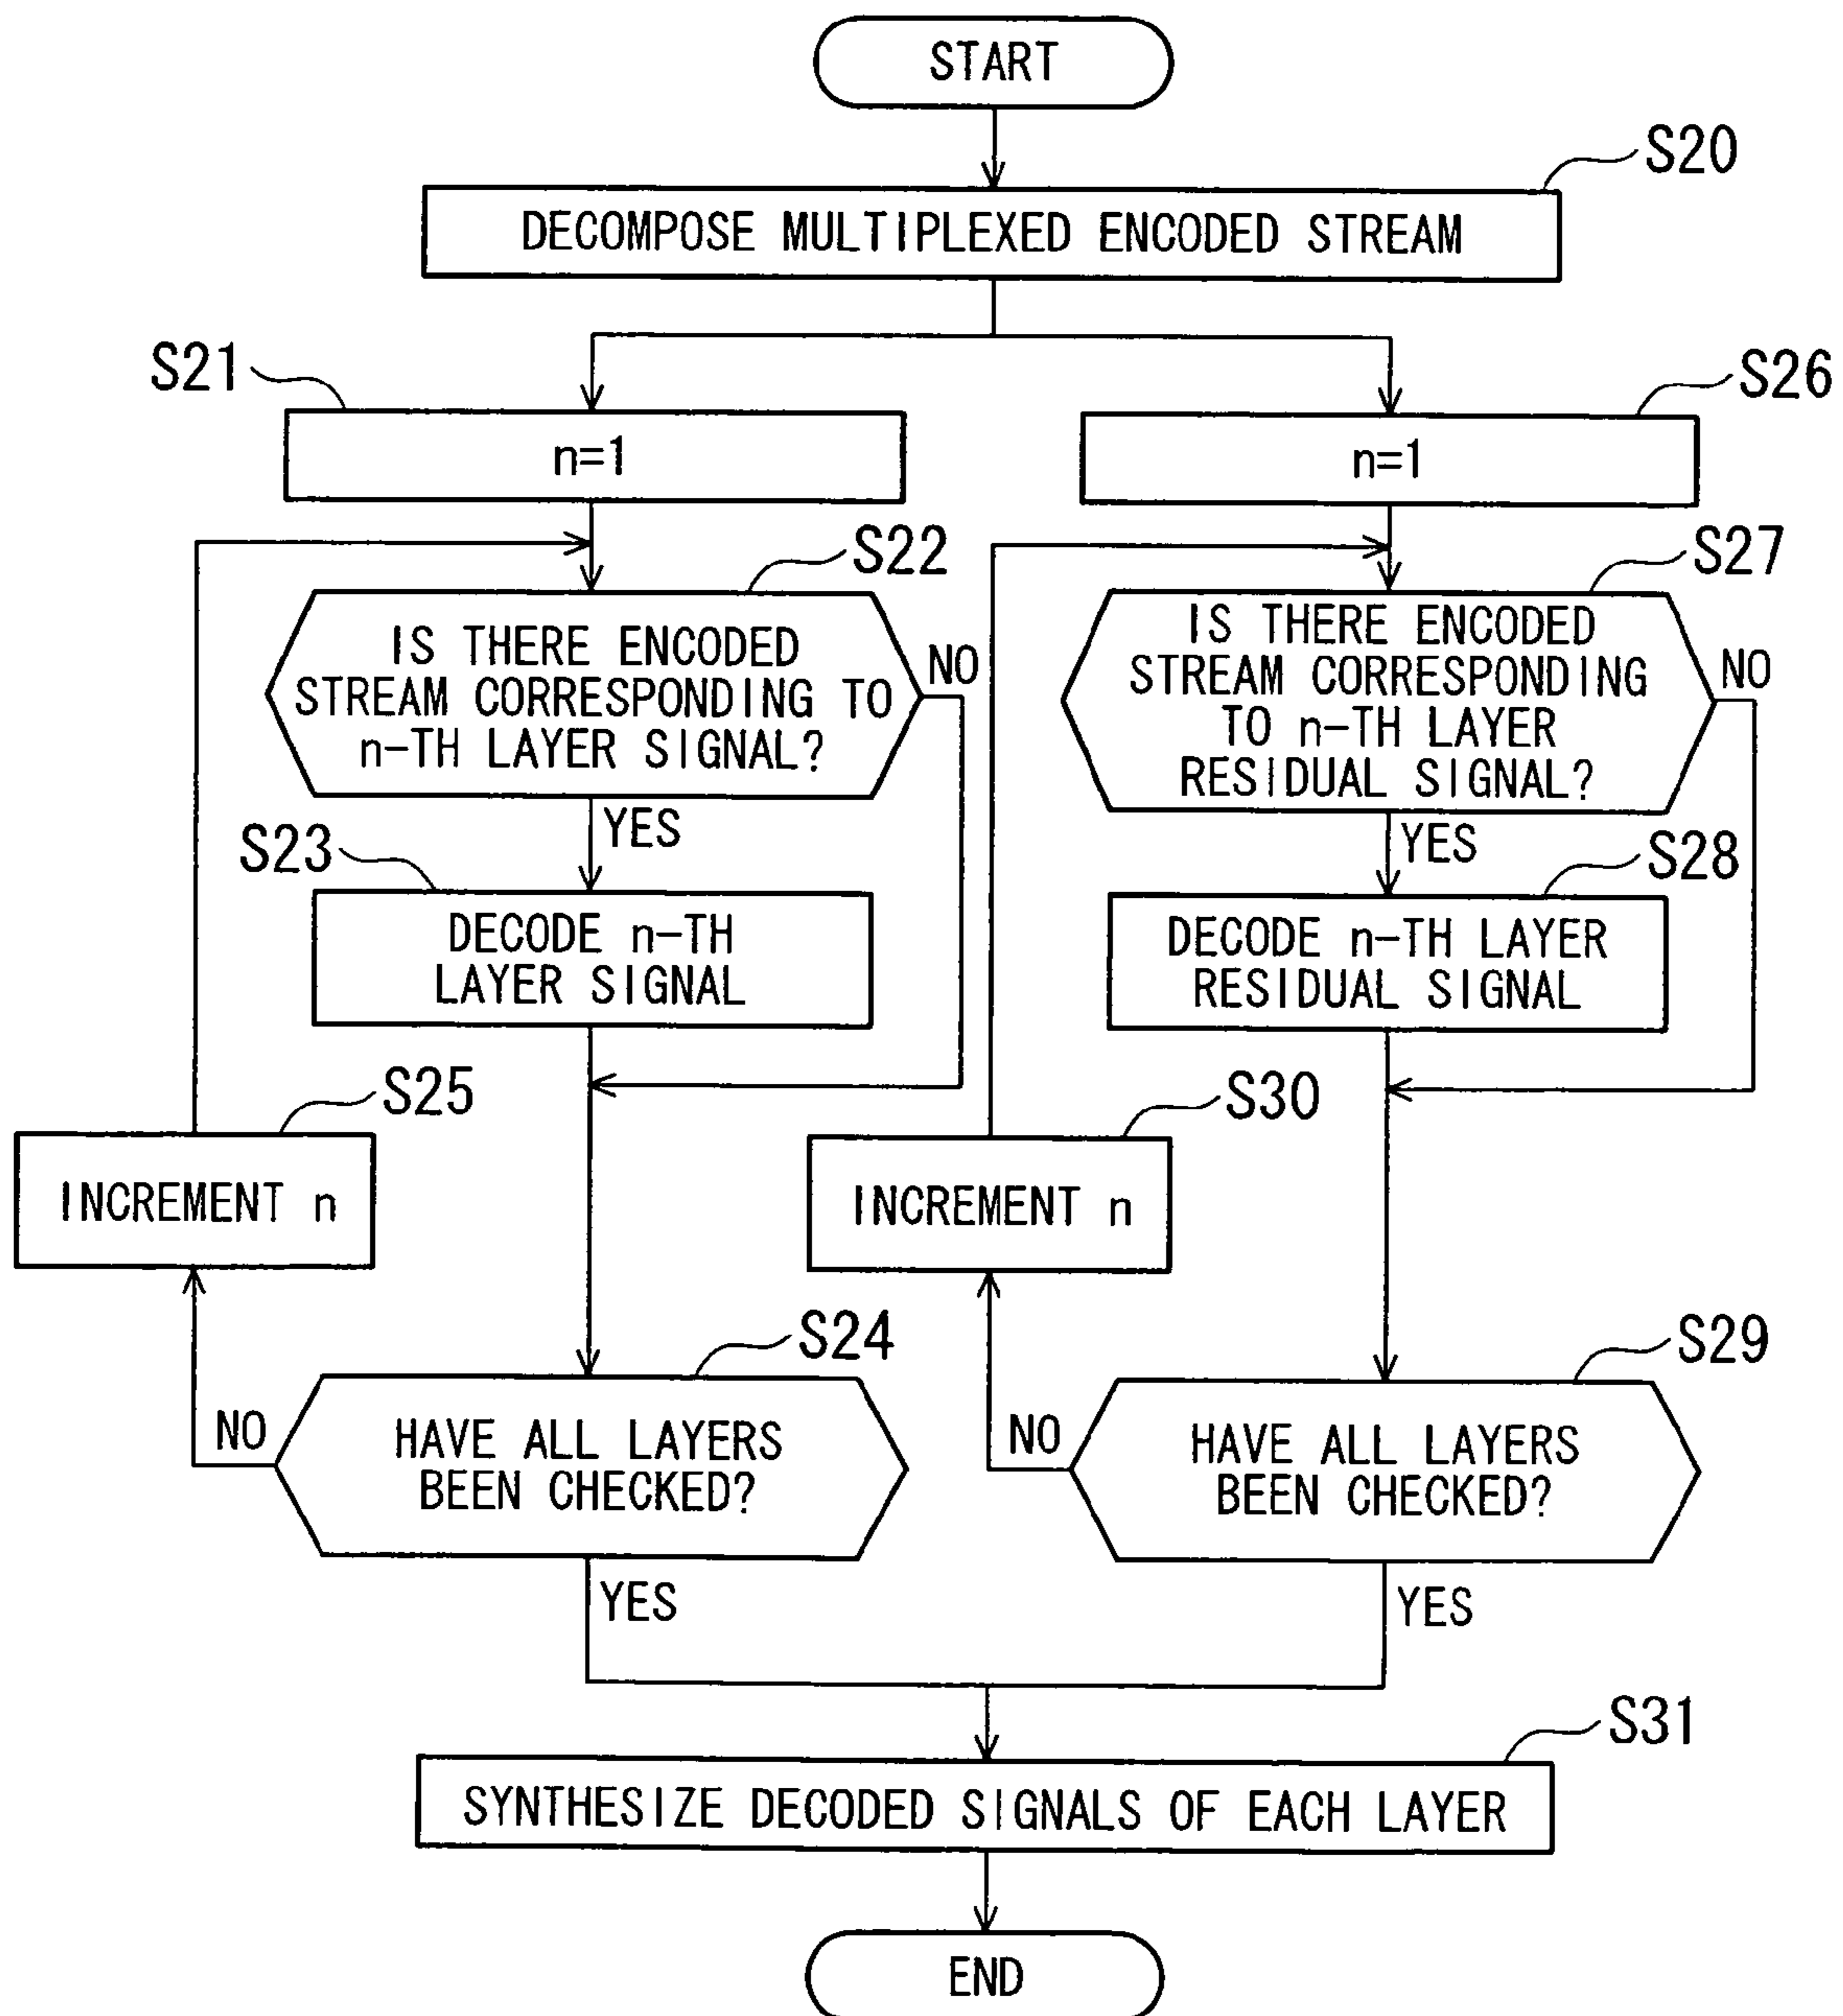 START
S20
DECOMPOSE MULTIPLEXED ENCODED STREAM
S21
n=1
S26
n=1
S22
IS THERE ENCODED
STREAM CORRESPONDING TO
n-TH LAYER SIGNAL?
NO
YES
S27
IS THERE ENCODED
STREAM CORRESPONDING
TO n-TH LAYER
RESIDUAL SIGNAL?
NO
YES
S23
DECODE n-TH
LAYER SIGNAL
S28
DECODE n-TH LAYER
RESIDUAL SIGNAL
S25
INCREMENT n
S30
INCREMENT n
S24
HAVE ALL LAYERS
BEEN CHECKED?
NO
YES
S29
HAVE ALL LAYERS
BEEN CHECKED?
NO
YES
S31
SYNTHESIZE DECODED SIGNALS OF EACH LAYER
END